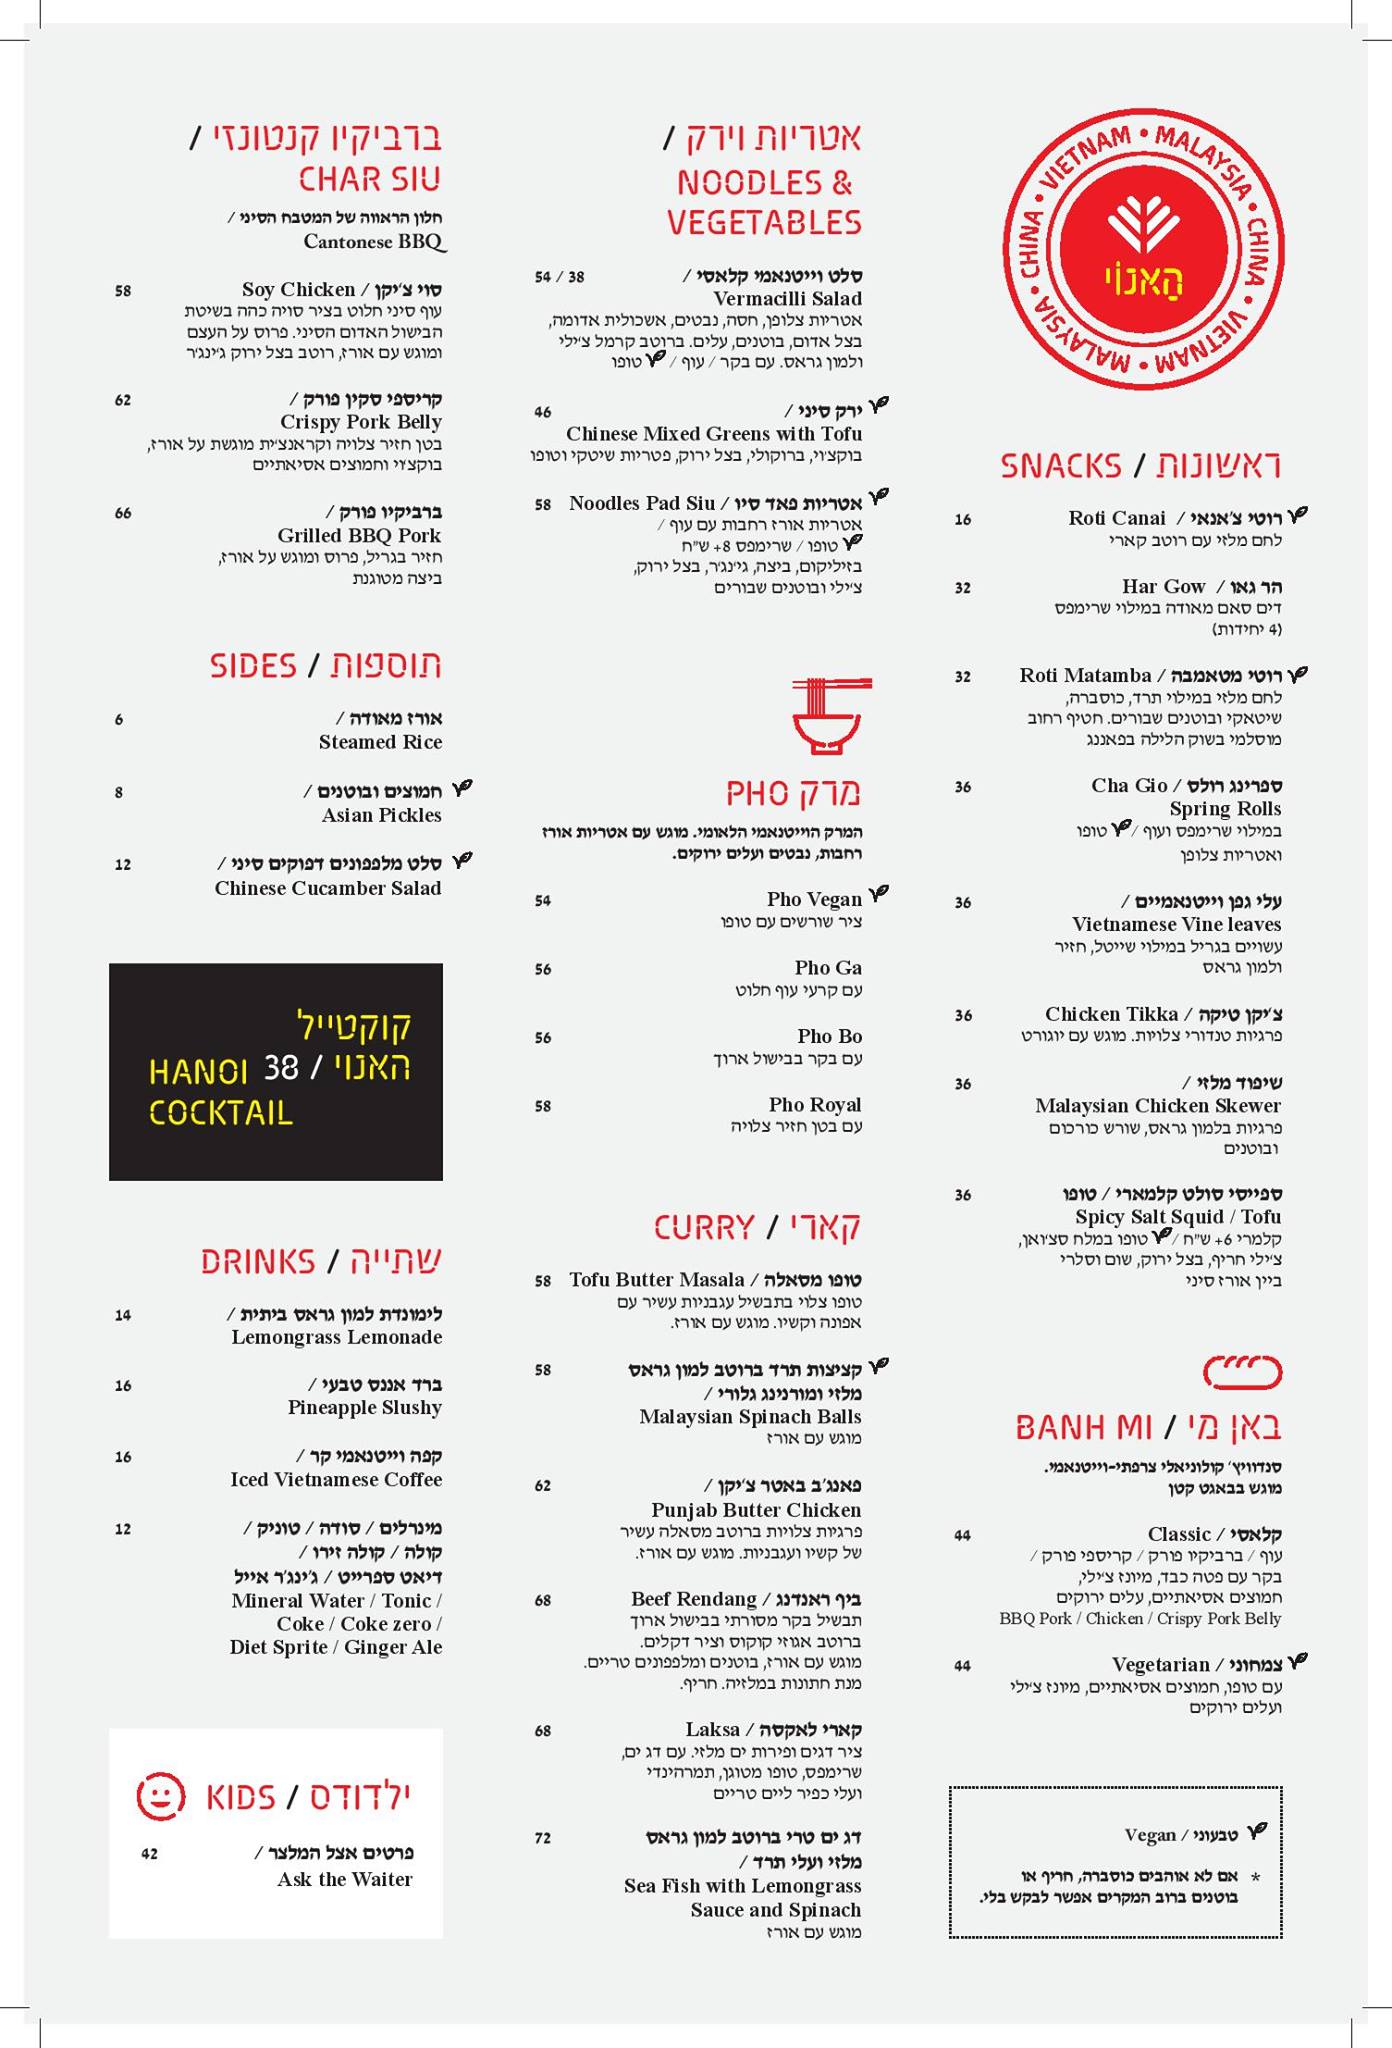 VIETNAM • MALAYSIA • CHINA • VIETNAM • MALAYSIA • CHINA •
הָאנוֹי
ראשונות / SNACKS
רוטי צ'אנאי / Roti Canai 16
לחם מלזי עם רוטב קארי
הר גאו / Har Gow 32
דים סאם מאודה במילוי שרימפס
(4 יחידות)
רוטי מטאמבה / Roti Matamba 32
לחם מלזי במילוי תרד, כוסברה,
שיטאקי ובוטנים שבורים. חטיף רחוב
מוסלמי בשוק הלילה בפאננג
ספרינג רולס / Cha Gio 36
Spring Rolls
במילוי שרימפס ועוף / טופו
ואטריות צלופן
עלי גפן וייטנאמיים / 36
Vietnamese Vine leaves
עשויים בגריל במילוי שייטל, חזיר
ולמון גראס
צ'יקן טיקה / Chicken Tikka 36
פרגיות טנדורי צלויות. מוגש עם יוגורט
שיפוד מלזי / 36
Malaysian Chicken Skewer
פרגיות בלמון גראס, שורש כורכום
ובוטנים
ספייסי סולט קלמארי / טופו 36
Spicy Salt Squid / Tofu
קלמרי 6+ ש"ח / טופו במלח סצ'ואן,
צ'ילי חריף, בצל ירוק, שום וסלרי
ביין אורז סיני
באן מי / BANH MI
סנדוויץ' קולוניאלי צרפתי-וייטנאמי.
מוגש בבאגט קטן
קלאסי / Classic 44
עוף / ברביקיו פורק / קריספי פורק /
בקר עם פטה כבד, מיונז צ'ילי,
חמוצים אסיאתיים, עלים ירוקים
BBQ Pork / Chicken / Crispy Pork Belly
צמחוני / Vegetarian 44
עם טופו, חמוצים אסיאתיים, מיונז צ'ילי
ועלים ירוקים
טבעוני / Vegan
* אם לא אוהבים כוסברה, חריף או
בוטנים ברוב המקרים אפשר לבקש בלי.
אטריות וירק /
NOODLES &
VEGETABLES
סלט וייטנאמי קלאסי / 54 / 38
Vermacilli Salad
אטריות צלופן, חסה, נבטים, אשכולית אדומה,
בצל אדום, בוטנים, עלים. ברוטב קרמל צ'ילי
ולמון גראס. עם בקר / עוף / טופו
ירק סיני / 46
Chinese Mixed Greens with Tofu
בוקצ'וי, ברוקולי, בצל ירוק, פטריות שיטקי וטופו
אטריות פאד סיו / Noodles Pad Siu 58
אטריות אורז רחבות עם עוף /
טופו / שרימפס 8+ ש"ח
בזיליקום, ביצה, ג'ינג'ר, בצל ירוק,
צ'ילי ובוטנים שבורים
מרק PHO
המרק הוייטנאמי הלאומי. מוגש עם אטריות אורז
רחבות, נבטים ועלים ירוקים.
Pho Vegan 54
ציר שורשים עם טופו
Pho Ga 56
עם קרעי עוף חלוט
Pho Bo 56
עם בקר בבישול ארוך
Pho Royal 58
עם בטן חזיר צלויה
קארי / CURRY
טופו מסאלה / Tofu Butter Masala 58
טופו צלוי בתבשיל עגבניות עשיר עם
אפונה וקשיו. מוגש עם אורז.
קציצות תרד ברוטב למון גראס 58
מלזי ומורנינג גלורי /
Malaysian Spinach Balls
מוגש עם אורז
פאנג'ב באטר צ'יקן / 62
Punjab Butter Chicken
פרגיות צלויות ברוטב מסאלה עשיר
של קשיו ועגבניות. מוגש עם אורז.
ביף ראנדנג / Beef Rendang 68
תבשיל בקר מסורתי בבישול ארוך
ברוטב אגוזי קוקוס וציר דקלים.
מוגש עם אורז, בוטנים ומלפפונים טריים.
מנת חתונות במלזיה. חריף.
קארי לאקסה / Laksa 68
ציר דגים ופירות ים מלזי. עם דג ים,
שרימפס, טופו מטוגן, תמרהינדי
ועלי כפיר ליים טריים
דג ים טרי ברוטב למון גראס 72
מלזי ועלי תרד /
Sea Fish with Lemongrass
Sauce and Spinach
מוגש עם אורז
ברביקיו קנטונזי /
CHAR SIU
חלון הראווה של המטבח הסיני /
Cantonese BBQ
סוי צ'יקן / Soy Chicken 58
עוף סיני חלוט בציר סויה כהה בשיטת
הבישול האדום הסיני. פרוס על העצם
ומוגש עם אורז, רוטב בצל ירוק ג'ינג'ר
קריספי סקין פורק / 62
Crispy Pork Belly
בטן חזיר צלויה וקראנצ'ית מוגשת על אורז,
בוקצ'וי וחמוצים אסיאתיים
ברביקיו פורק / 66
Grilled BBQ Pork
חזיר בגריל, פרוס ומוגש על אורז,
ביצה מטוגנת
תוספות / SIDES
אורז מאודה / 6
Steamed Rice
חמוצים ובוטנים / 8
Asian Pickles
סלט מלפפונים דפוקים סיני / 12
Chinese Cucamber Salad
קוקטייל
האנוי / 38 HANOI
COCKTAIL
שתייה / DRINKS
לימונדת למון גראס ביתית / 14
Lemongrass Lemonade
ברד אננס טבעי / 16
Pineapple Slushy
קפה וייטנאמי קר / 16
Iced Vietnamese Coffee
מינרלים / סודה / טוניק / 12
קולה / קולה זירו /
דיאט ספרייט / ג'ינג'ר אייל
Mineral Water / Tonic /
Coke / Coke zero /
Diet Sprite / Ginger Ale
ילדודס / KIDS
פרטים אצל המלצר / 42
Ask the Waiter